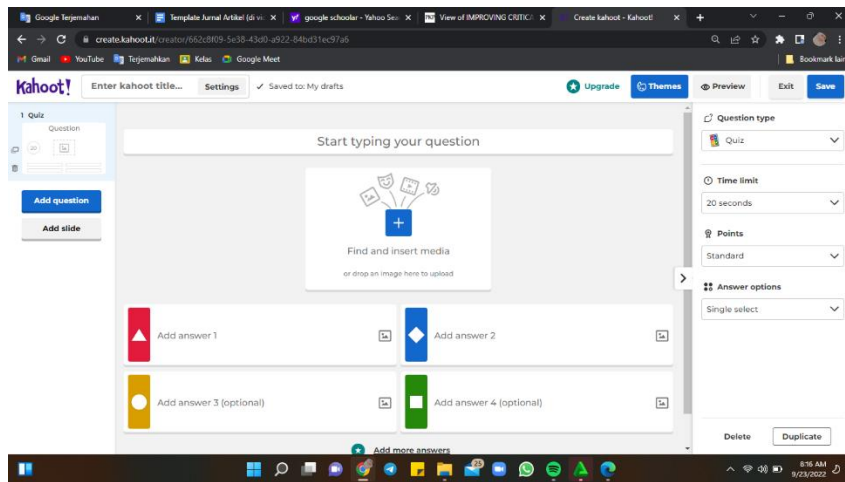 Google Terjemahan
Template Jurnal Artikel (di vi
google schoolar - Yahoo Sea
View of IMPROVING CRITICA
Create kahoot - Kahoot!
create.kahoot.it/creator/662c8f09-5e38-43d0-a922-84bd31ec97a6
Gmail YouTube Terjemahkan Kelas Google Meet Bookmark lain
Kahoot! Enter kahoot title... Settings Saved to: My drafts Upgrade Themes Preview Exit Save
1 Quiz
Question
20
Add question
Add slide
Start typing your question
Find and insert media
or drop an image here to upload
Add answer 1
Add answer 2
Add answer 3 (optional)
Add answer 4 (optional)
Add more answers
Question type
Quiz
Time limit
20 seconds
Points
Standard
Answer options
Single select
Delete Duplicate
8:16 AM
9/23/2022